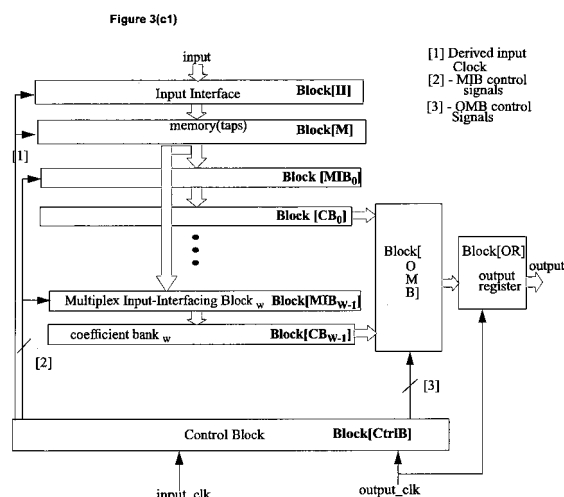 Figure 3(c1)
input
[1] Derived input
Clock
[2] - MIB control
signals
[3] - OMB control
Signals
Input Interface Block[II]
memory(taps) Block[M]
[1]
Block [MIB0]
Block [CB0]
Block[
O
M
B]
Block[OR]
output
register
output
Multiplex Input-Interfacing Block w Block[MIBW-1]
coefficient bank w Block[CBW-1]
[2]
[3]
Control Block Block[CtrlB]
input_clk
output_clk